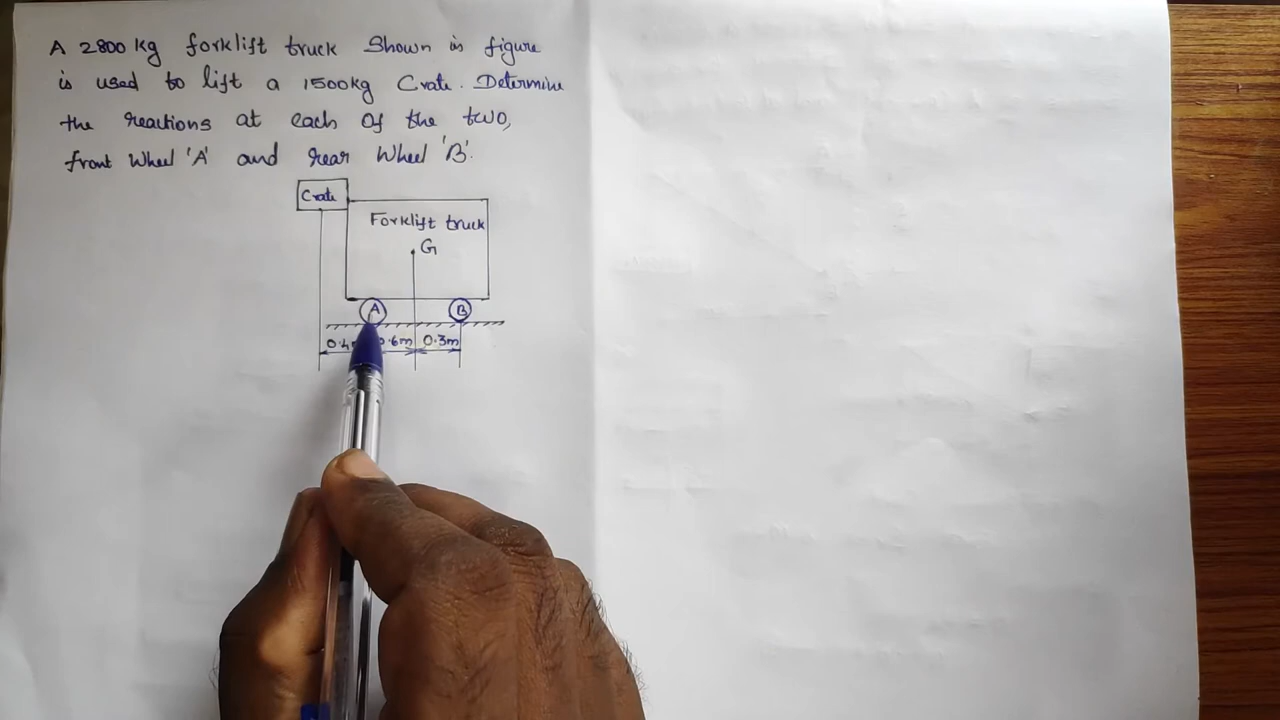 A 2800 kg forklift truck Shown in figure
is used to lift a 1500kg Crate. Determine
the reactions at each of the two,
front Wheel 'A' and rear Wheel 'B'.
Crate
Forklift truck
G
A
B
0.6m 0.3m